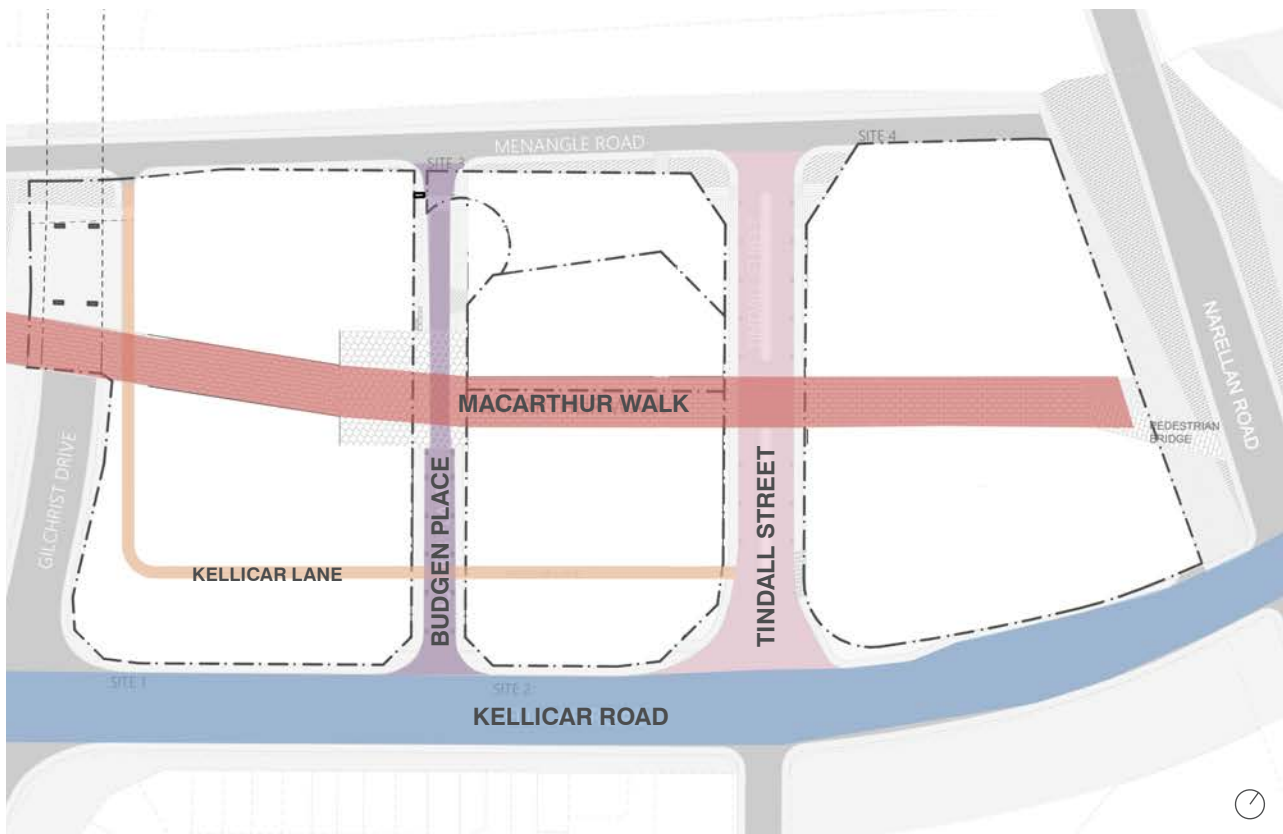 MENANGLE ROAD
SITE 4
SITE 3
NARELLAN ROAD
MACARTHUR WALK
PEDESTRIAN
BRIDGE
GILCHRIST DRIVE
BUDGEN PLACE
TINDALL STREET
KELLICAR LANE
SITE 1
SITE 2
KELLICAR ROAD